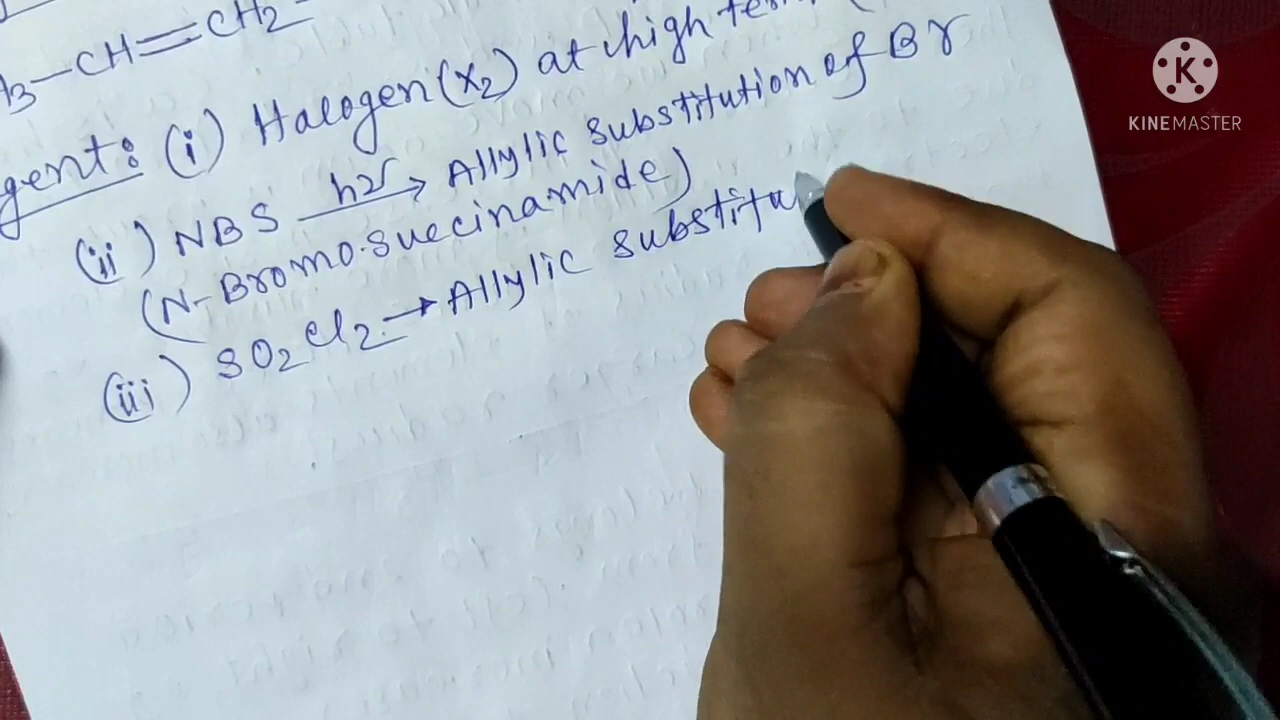 CH=CH2
gent: (i) Halogen(X2) at high tem
(ii) NBS hν→ Allylic substitution of Br
(N-Bromo.succinamide)
(iii) SO2Cl2 → Allylic substitu
KINEMASTER